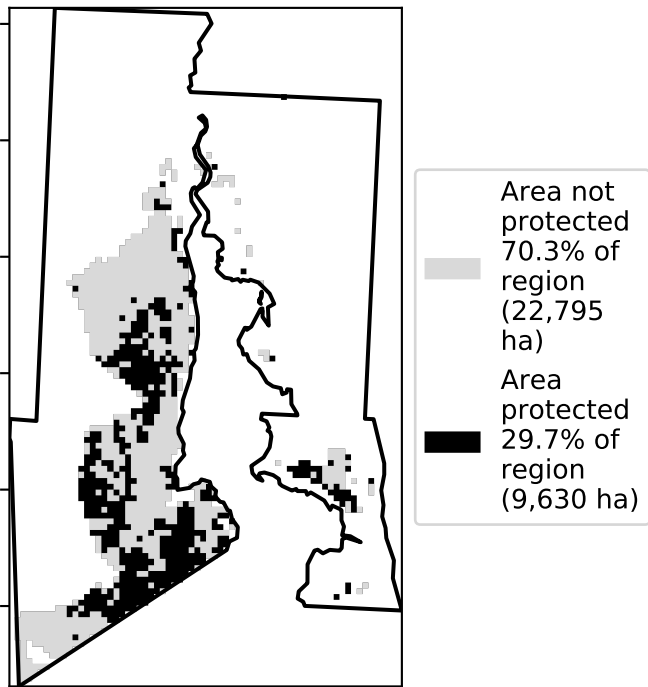 Area not
protected
70.3% of
region
(22,795
ha)
Area
protected
29.7% of
region
(9,630 ha)